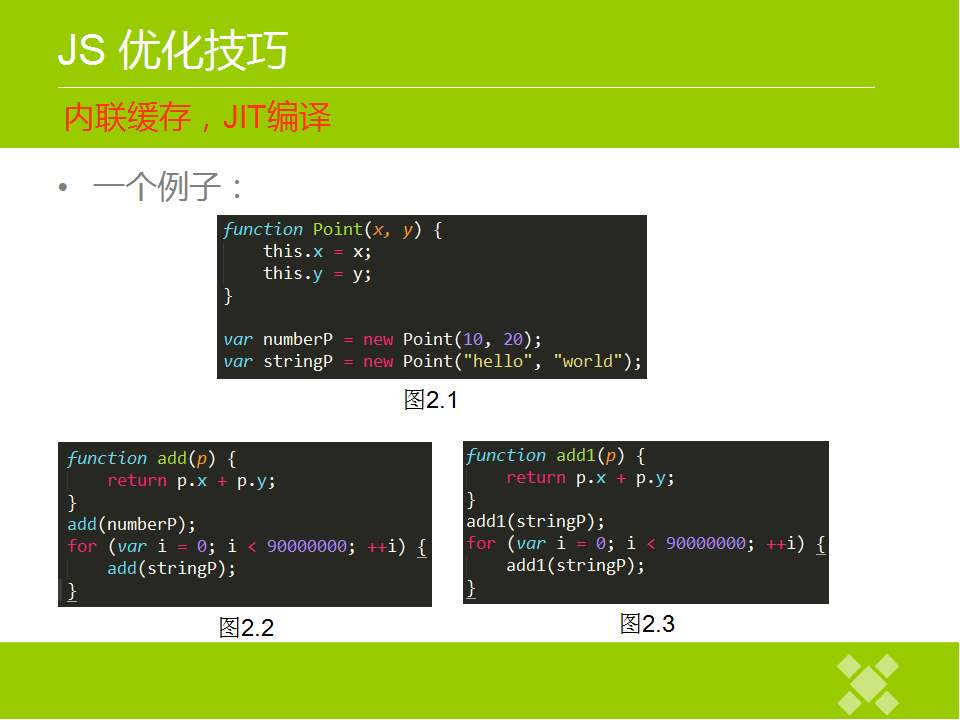 JS 优化技巧
内联缓存，JIT编译
• 一个例子：
function Point(x, y) {
    this.x = x;
    this.y = y;
}

var numberP = new Point(10, 20);
var stringP = new Point("hello", "world");
图2.1
function add(p) {
    return p.x + p.y;
}
add(numberP);
for (var i = 0; i < 90000000; ++i) {
    add(stringP);
}
图2.2
function add1(p) {
    return p.x + p.y;
}
add1(stringP);
for (var i = 0; i < 90000000; ++i) {
    add1(stringP);
}
图2.3